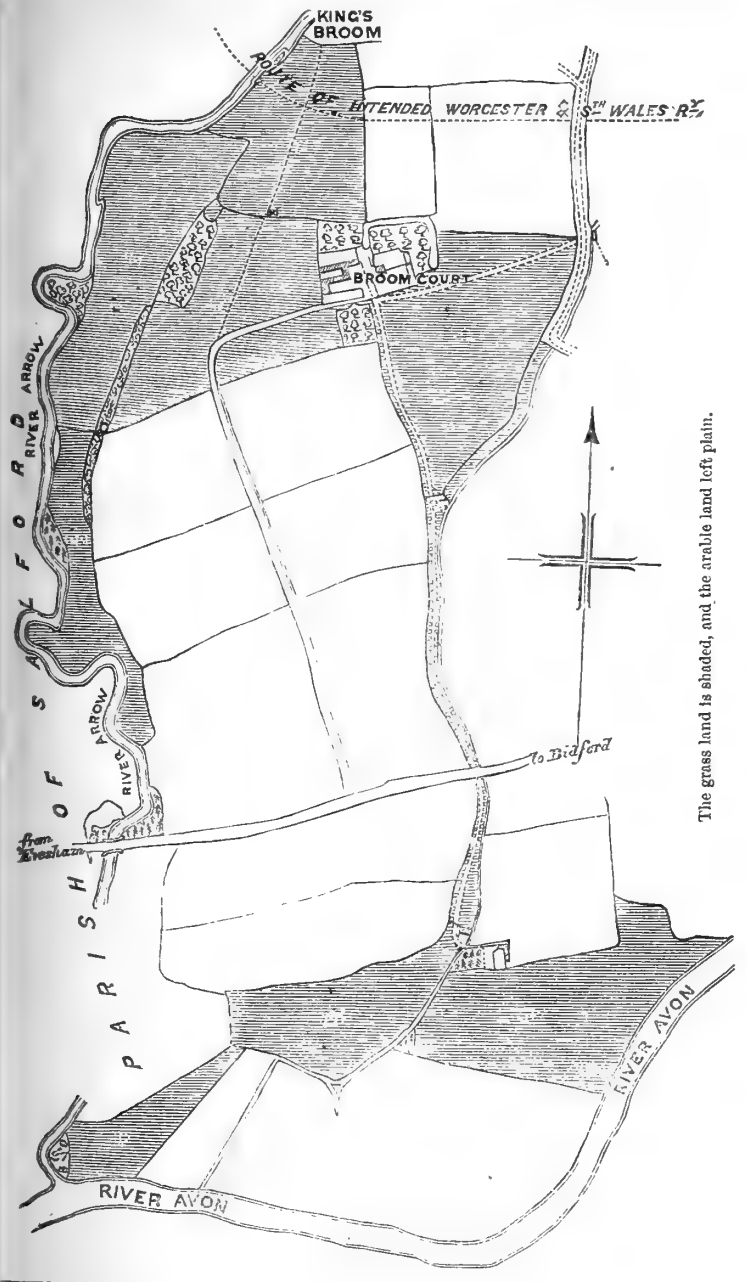 KING'S
BROOM
ROUTE OF INTENDED WORCESTER & STH WALES RY.
BROOM COURT
RIVER ARROW
PARISH OF SALFORD
RIVER ARROW
from
Evesham
to Bidford
RIVER AVON
RIVER AVON
The grass land is shaded, and the arable land left plain.